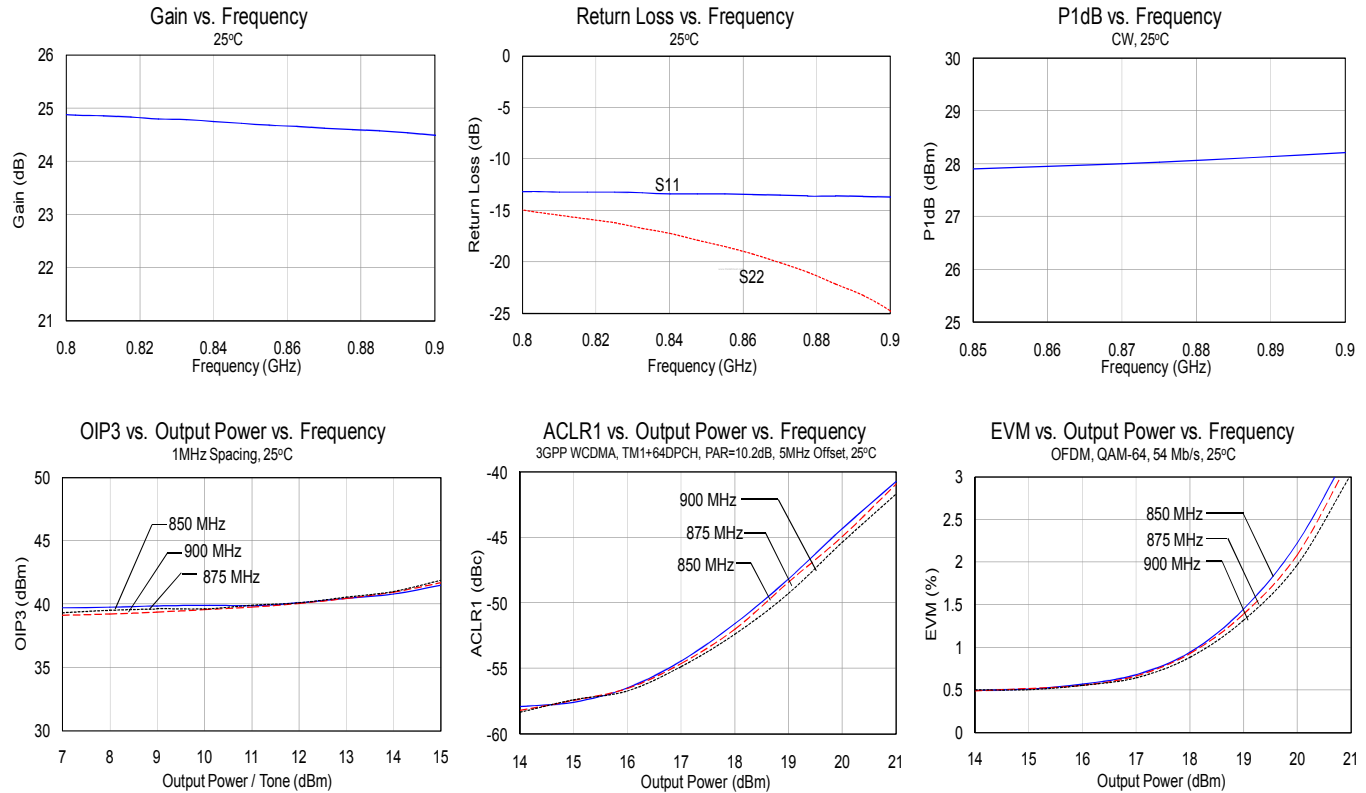 Gain vs. Frequency
25ºC
26
25
24
23
22
21
Gain (dB)
0.8 0.82 0.84 0.86 0.88 0.9
Frequency (GHz)
Return Loss vs. Frequency
25ºC
0
-5
-10
-15
-20
-25
Return Loss (dB)
S11
S22
0.8 0.82 0.84 0.86 0.88 0.9
Frequency (GHz)
P1dB vs. Frequency
CW, 25ºC
30
29
28
27
26
25
P1dB (dBm)
0.85 0.86 0.87 0.88 0.89 0.9
Frequency (GHz)
OIP3 vs. Output Power vs. Frequency
1MHz Spacing, 25ºC
50
45
40
35
30
OIP3 (dBm)
850 MHz
900 MHz
875 MHz
7 8 9 10 11 12 13 14 15
Output Power / Tone (dBm)
ACLR1 vs. Output Power vs. Frequency
3GPP WCDMA, TM1+64DPCH, PAR=10.2dB, 5MHz Offset, 25ºC
-40
-45
-50
-55
-60
ACLR1 (dBc)
900 MHz
875 MHz
850 MHz
14 15 16 17 18 19 20 21
Output Power (dBm)
EVM vs. Output Power vs. Frequency
OFDM, QAM-64, 54 Mb/s, 25ºC
3
2.5
2
1.5
1
0.5
0
EVM (%)
850 MHz
875 MHz
900 MHz
14 15 16 17 18 19 20 21
Output Power (dBm)